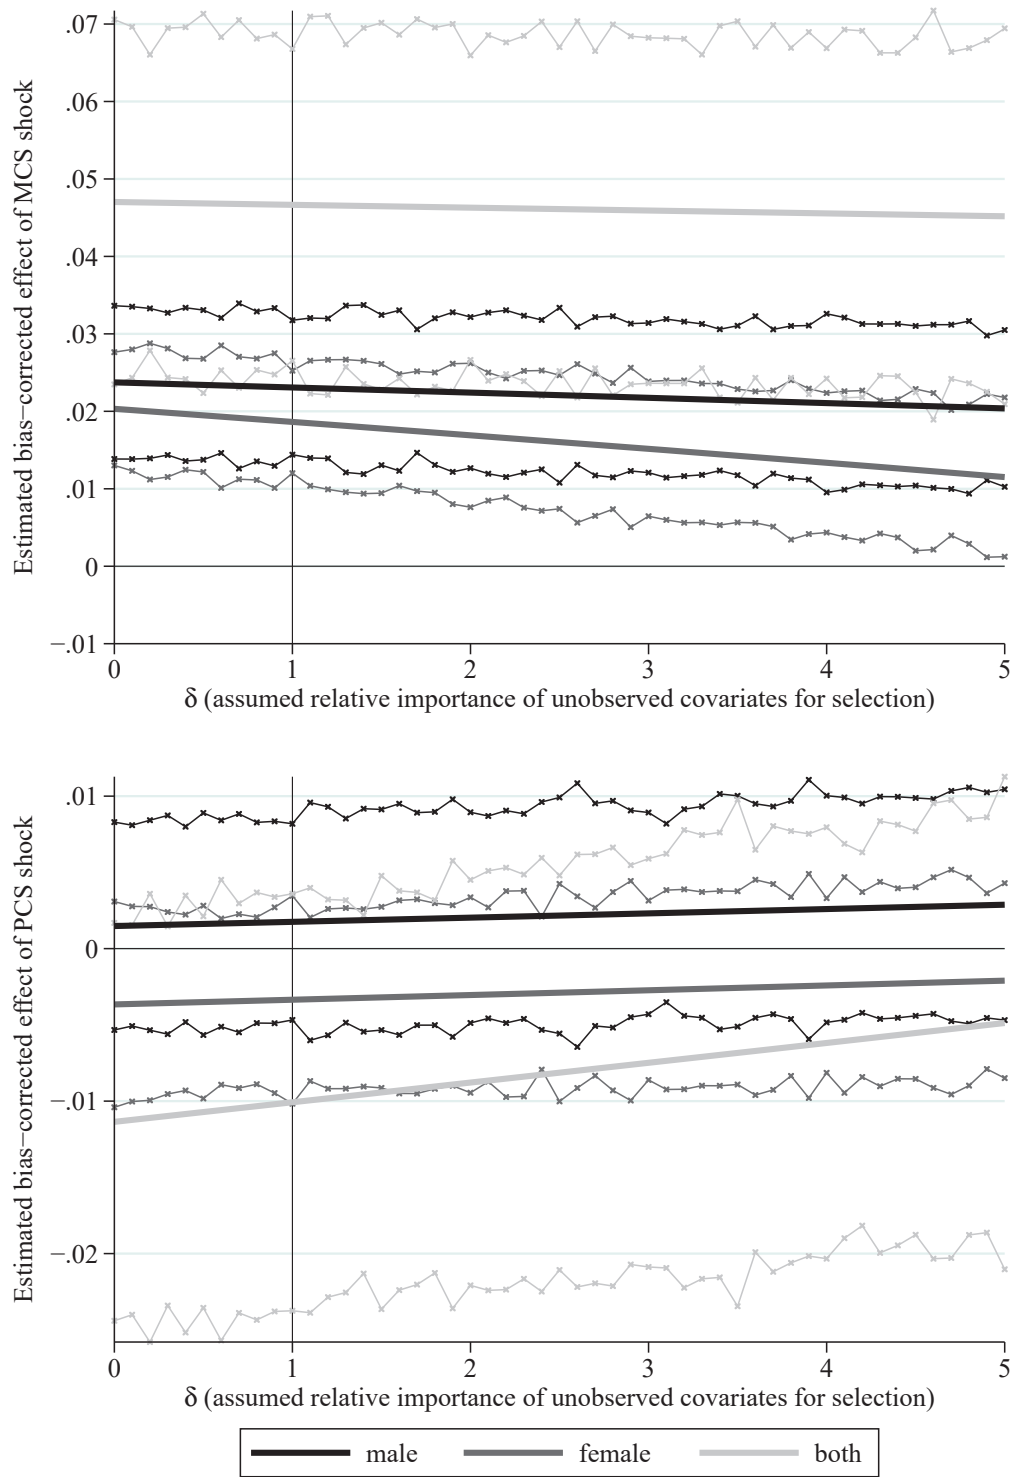 Estimated bias−corrected effect of MCS shock
.07
.06
.05
.04
.03
.02
.01
0
−.01
0 1 2 3 4 5
δ (assumed relative importance of unobserved covariates for selection)
Estimated bias−corrected effect of PCS shock
.01
0
−.01
−.02
0 1 2 3 4 5
δ (assumed relative importance of unobserved covariates for selection)
male female both